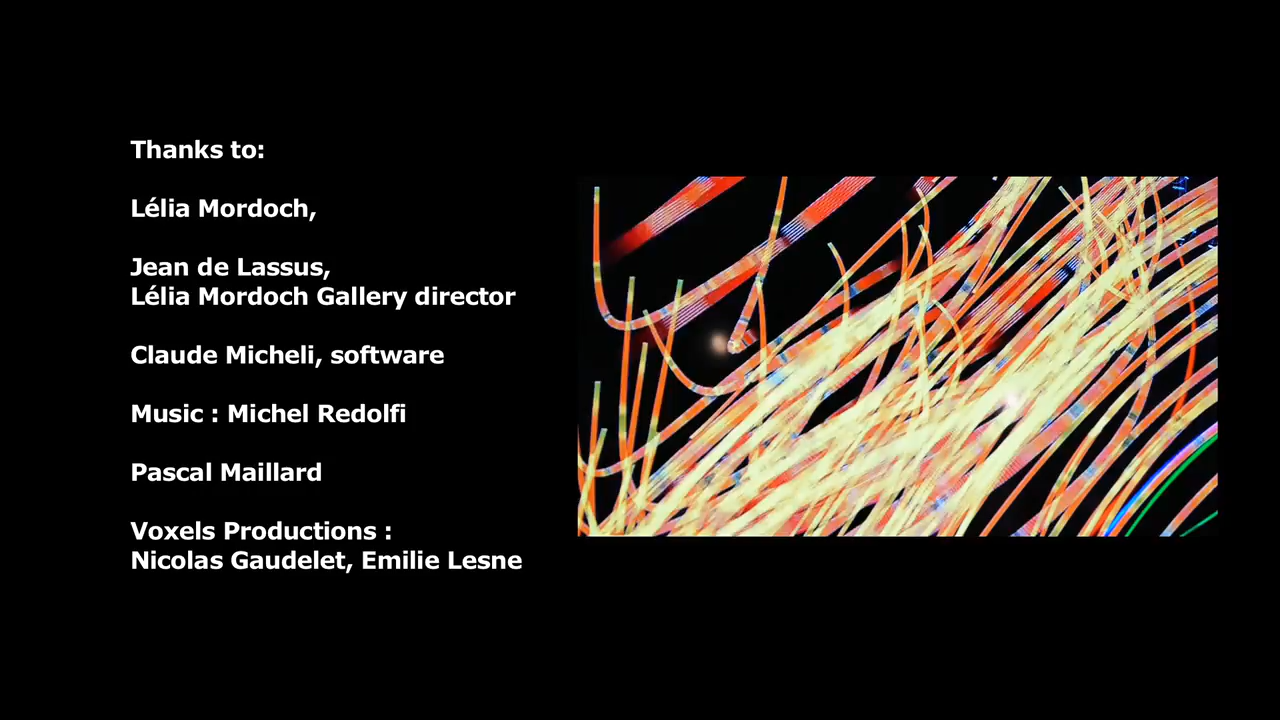 Thanks to:
Lélia Mordoch,
Jean de Lassus,
Lélia Mordoch Gallery director
Claude Micheli, software
Music : Michel Redolfi
Pascal Maillard
Voxels Productions :
Nicolas Gaudelet, Emilie Lesne